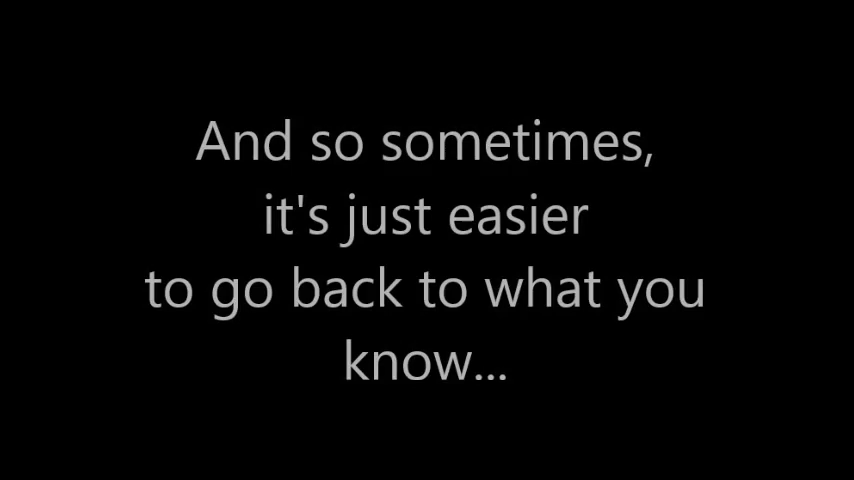 And so sometimes,
it's just easier
to go back to what you
know...